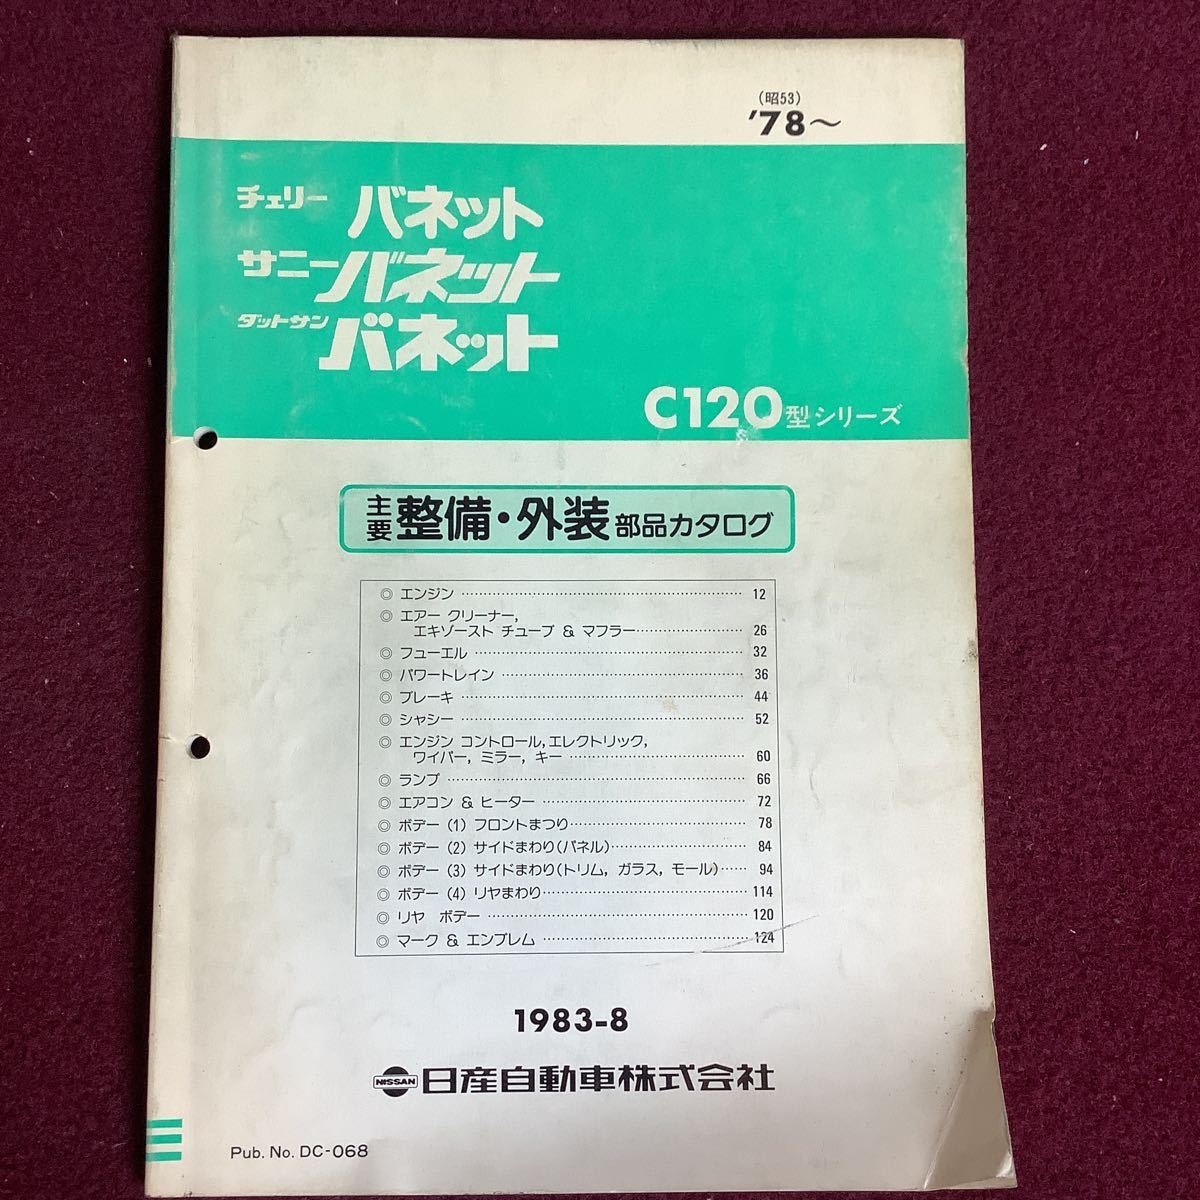 (昭53)
'78～
チェリー バネット
サニーバネット
ダットサン バネット
C120型シリーズ
主要 整備・外装 部品カタログ
◎ エンジン ………… 12
◎ エアー クリーナー,
エキゾースト チューブ & マフラー………… 26
◎ フューエル ………… 32
◎ パワートレイン ………… 36
◎ ブレーキ ………… 44
◎ シャシー ………… 52
◎ エンジン コントロール, エレクトリック,
ワイパー, ミラー, キー ………… 60
◎ ランプ ………… 66
◎ エアコン & ヒーター ………… 72
◎ ボデー (1) フロントまつり………… 78
◎ ボデー (2) サイドまわり(パネル)………… 84
◎ ボデー (3) サイドまわり(トリム, ガラス, モール)…… 94
◎ ボデー (4) リヤまわり………… 114
◎ リヤ ボデー ………… 120
◎ マーク & エンブレム ………… 124
1983-8
NISSAN 日産自動車株式会社
Pub. No. DC-068